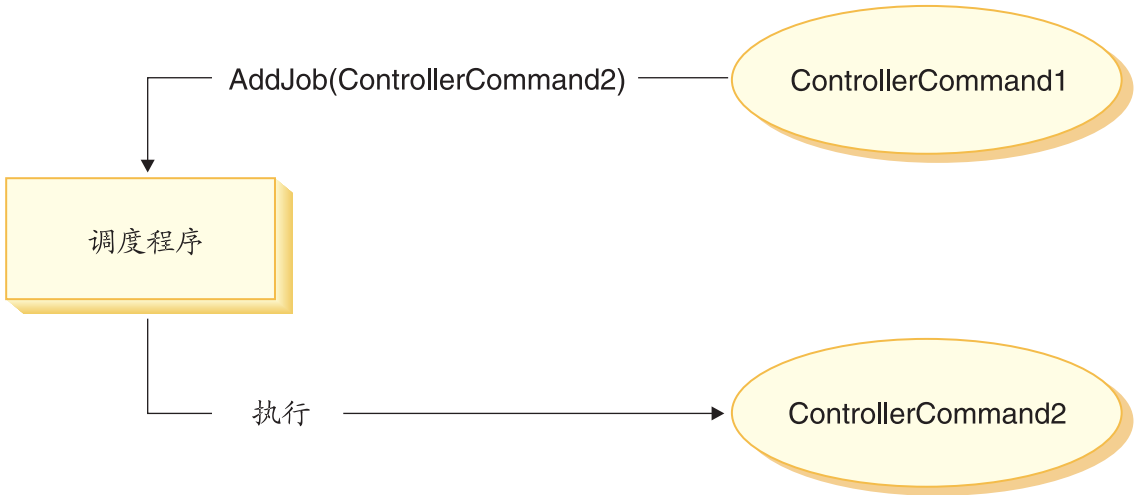 AddJob(ControllerCommand2)
ControllerCommand1
调度程序
执行
ControllerCommand2